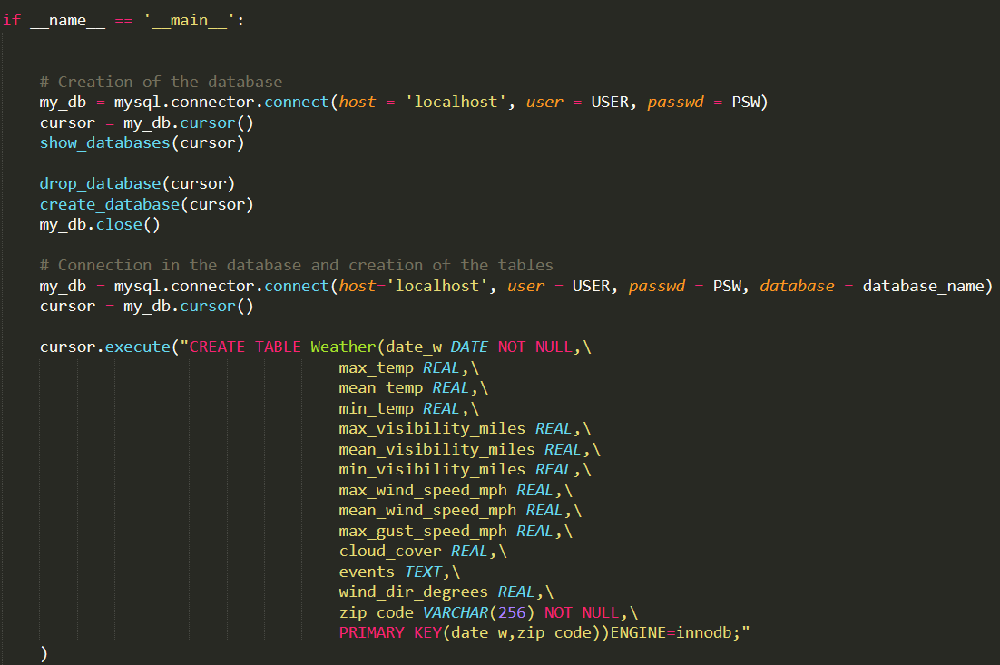 if __name__ == '__main__':
# Creation of the database
my_db = mysql.connector.connect(host = 'localhost', user = USER, passwd = PSW)
cursor = my_db.cursor()
show_databases(cursor)
drop_database(cursor)
create_database(cursor)
my_db.close()
# Connection in the database and creation of the tables
my_db = mysql.connector.connect(host='localhost', user = USER, passwd = PSW, database = database_name)
cursor = my_db.cursor()
cursor.execute("CREATE TABLE Weather(date_w DATE NOT NULL,\
max_temp REAL,\
mean_temp REAL,\
min_temp REAL,\
max_visibility_miles REAL,\
mean_visibility_miles REAL,\
min_visibility_miles REAL,\
max_wind_speed_mph REAL,\
mean_wind_speed_mph REAL,\
max_gust_speed_mph REAL,\
cloud_cover REAL,\
events TEXT,\
wind_dir_degrees REAL,\
zip_code VARCHAR(256) NOT NULL,\
PRIMARY KEY(date_w,zip_code))ENGINE=innodb;"
)